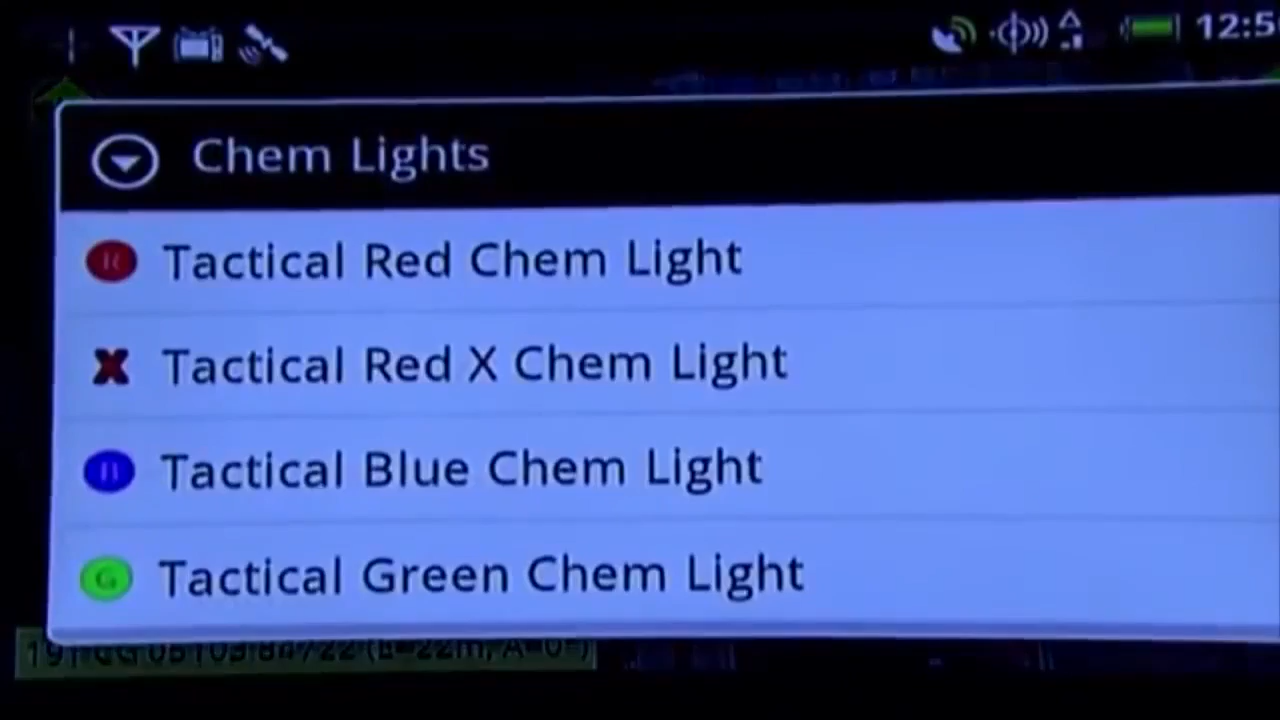 12:5
Chem Lights
R Tactical Red Chem Light
X Tactical Red X Chem Light
Tactical Blue Chem Light
G Tactical Green Chem Light